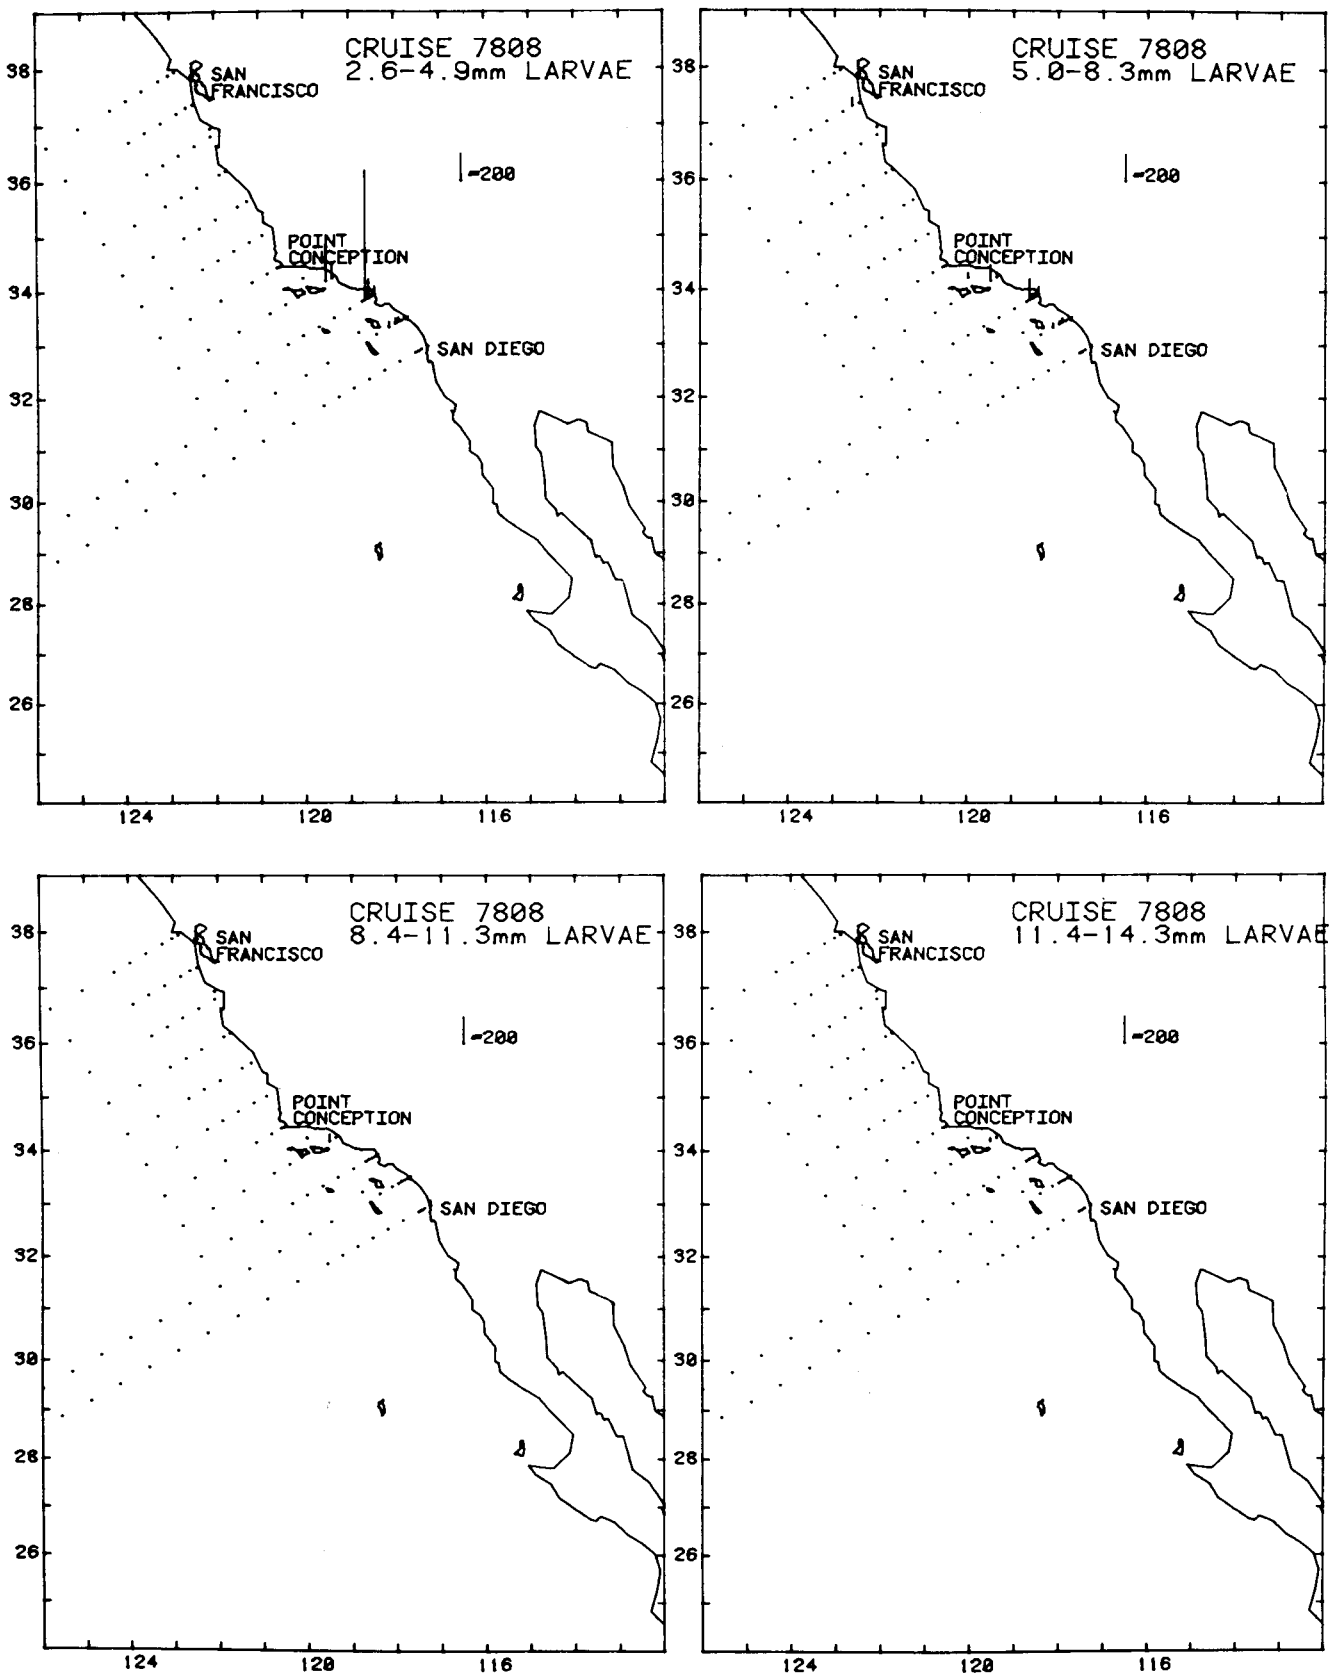 CRUISE 7808
2.6-4.9mm LARVAE
38
SAN
FRANCISCO
36
=200
POINT
CONCEPTION
34
SAN DIEGO
32
30
28
26
124 120 116
CRUISE 7808
5.0-8.3mm LARVAE
38
SAN
FRANCISCO
36
=200
POINT
CONCEPTION
34
SAN DIEGO
32
30
28
26
124 120 116
CRUISE 7808
8.4-11.3mm LARVAE
38
SAN
FRANCISCO
36
=200
POINT
CONCEPTION
34
SAN DIEGO
32
30
28
26
124 120 116
CRUISE 7808
11.4-14.3mm LARVAE
38
SAN
FRANCISCO
36
=200
POINT
CONCEPTION
34
SAN DIEGO
32
30
28
26
124 120 116